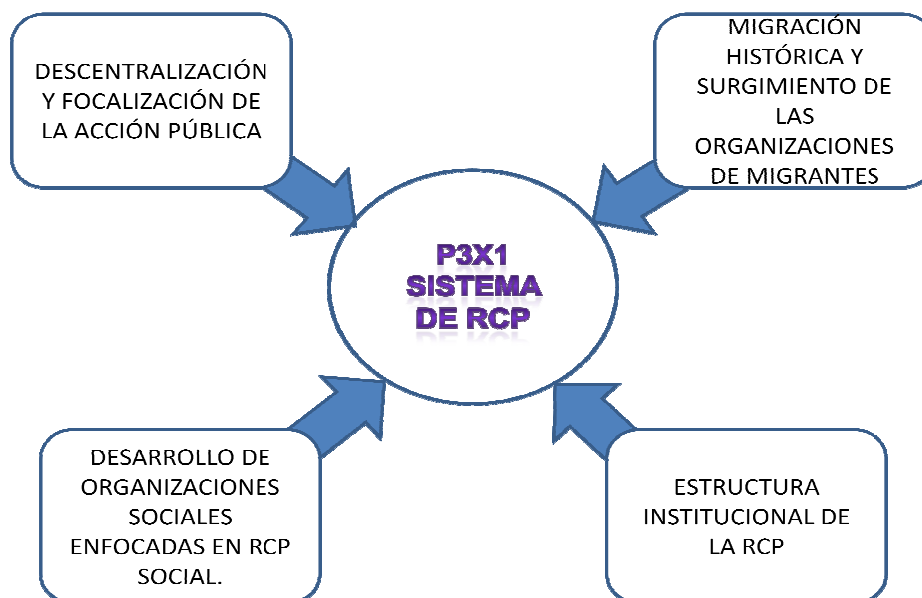 DESCENTRALIZACIÓN
Y FOCALIZACIÓN DE
LA ACCIÓN PÚBLICA
MIGRACIÓN
HISTÓRICA Y
SURGIMIENTO DE
LAS
ORGANIZACIONES
DE MIGRANTES
P3X1
SISTEMA
DE RCP
DESARROLLO DE
ORGANIZACIONES
SOCIALES
ENFOCADAS EN RCP
SOCIAL.
ESTRUCTURA
INSTITUCIONAL DE
LA RCP